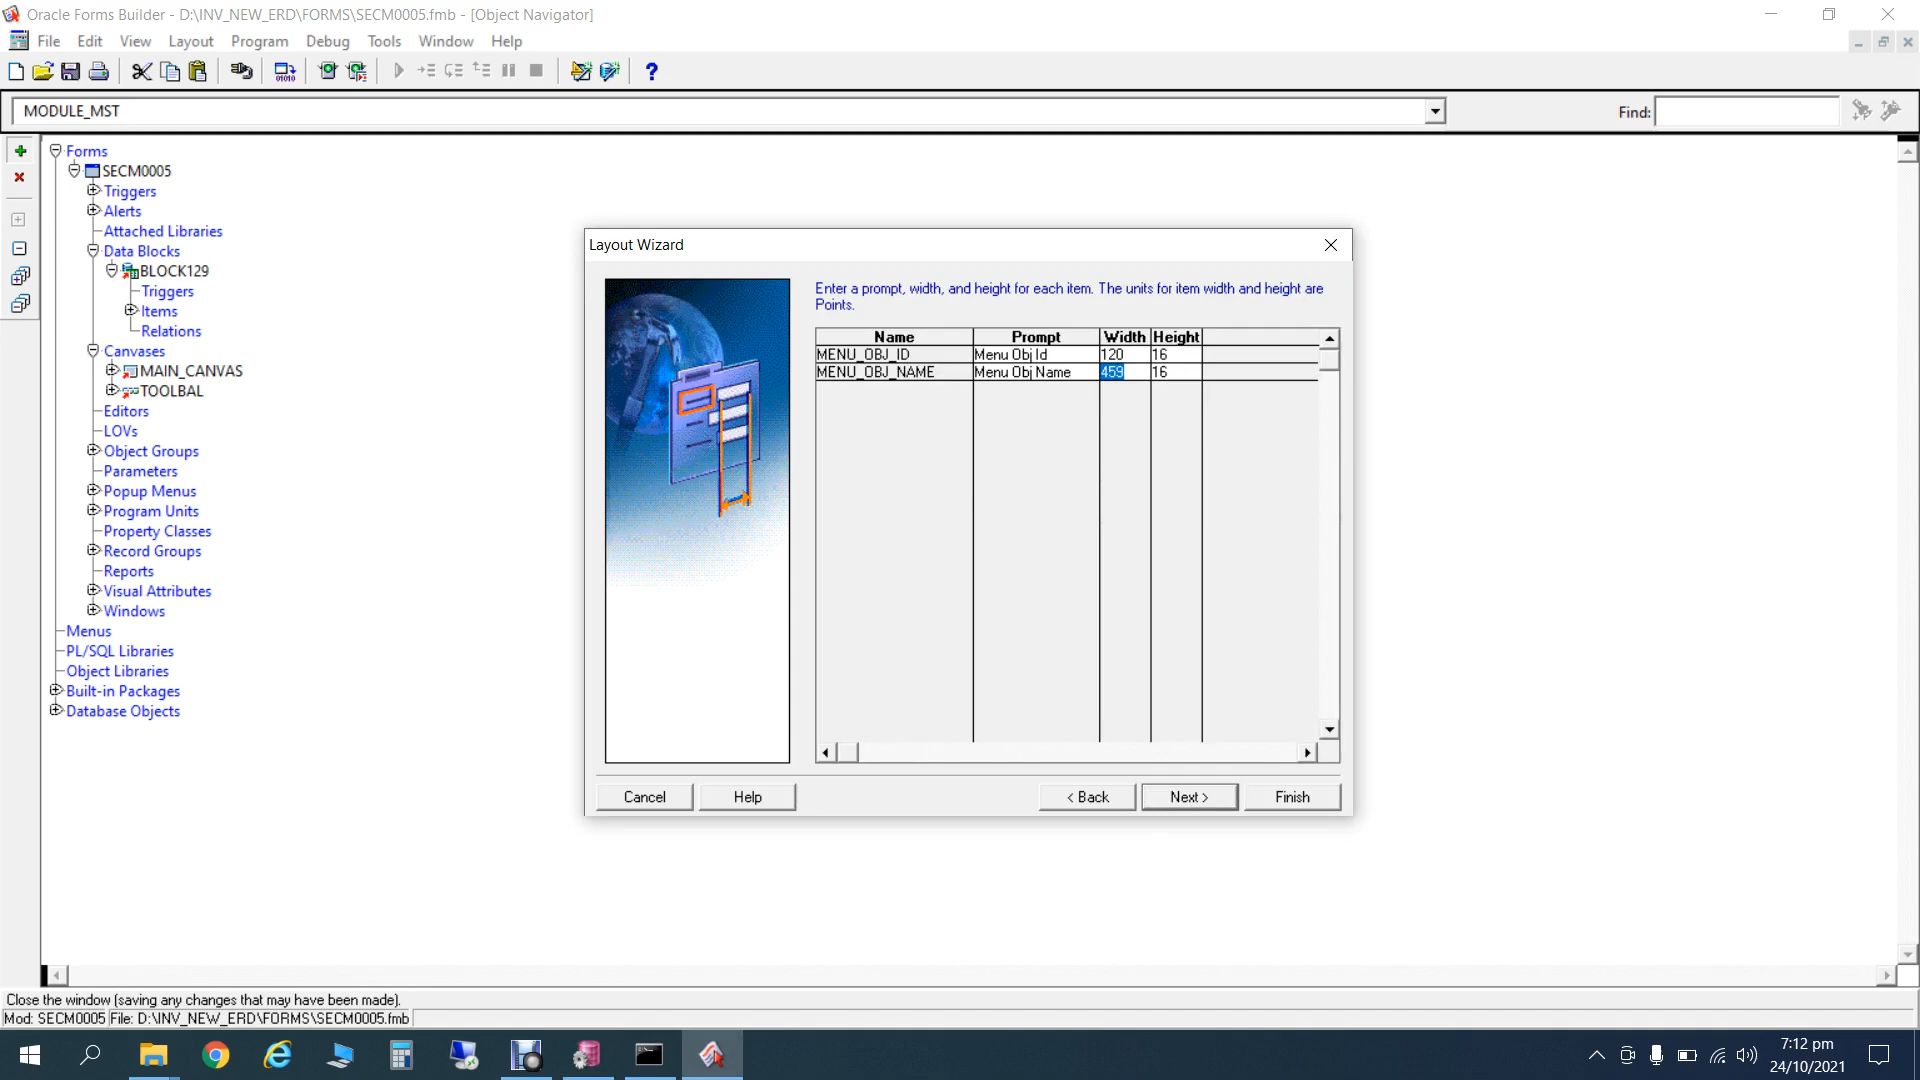 Oracle Forms Builder - D:\INV_NEW_ERD\FORMS\SECM0005.fmb - [Object Navigator]
File Edit View Layout Program Debug Tools Window Help
MODULE_MST
Find:
Forms
SECM0005
Triggers
Alerts
Attached Libraries
Data Blocks
BLOCK129
Triggers
Items
Relations
Canvases
MAIN_CANVAS
TOOLBAL
Editors
LOVs
Object Groups
Parameters
Popup Menus
Program Units
Property Classes
Record Groups
Reports
Visual Attributes
Windows
Menus
PL/SQL Libraries
Object Libraries
Built-in Packages
Database Objects
Layout Wizard
Enter a prompt, width, and height for each item. The units for item width and height are
Points.
Name Prompt Width Height
MENU_OBJ_ID Menu Obj Id 120 16
MENU_OBJ_NAME Menu Obj Name 459 16
Cancel Help < Back Next > Finish
Close the window (saving any changes that may have been made).
Mod: SECM0005 File: D:\INV_NEW_ERD\FORMS\SECM0005.fmb
7:12 pm
24/10/2021